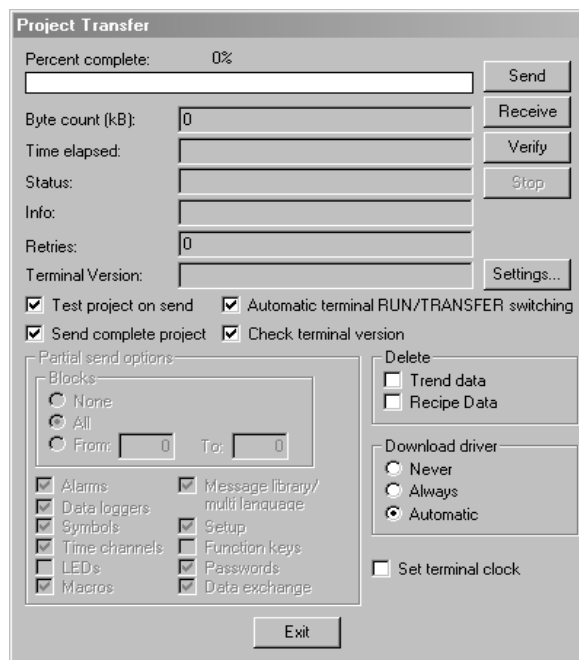 Project Transfer
Percent complete: 0%
Send
Byte count (kB): 0
Receive
Time elapsed:
Verify
Status:
Stop
Info:
Retries: 0
Terminal Version:
Settings...
Test project on send
Automatic terminal RUN/TRANSFER switching
Send complete project
Check terminal version
Partial send options
Blocks
None
All
From: 0 To: 0
Alarms
Data loggers
Symbols
Time channels
LEDs
Macros
Message library/
multi language
Setup
Function keys
Passwords
Data exchange
Delete
Trend data
Recipe Data
Download driver
Never
Always
Automatic
Set terminal clock
Exit